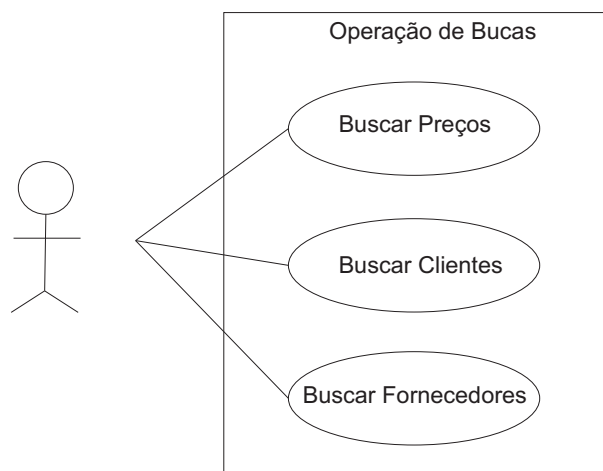 Operação de Bucas
Buscar Preços
Buscar Clientes
Buscar Fornecedores